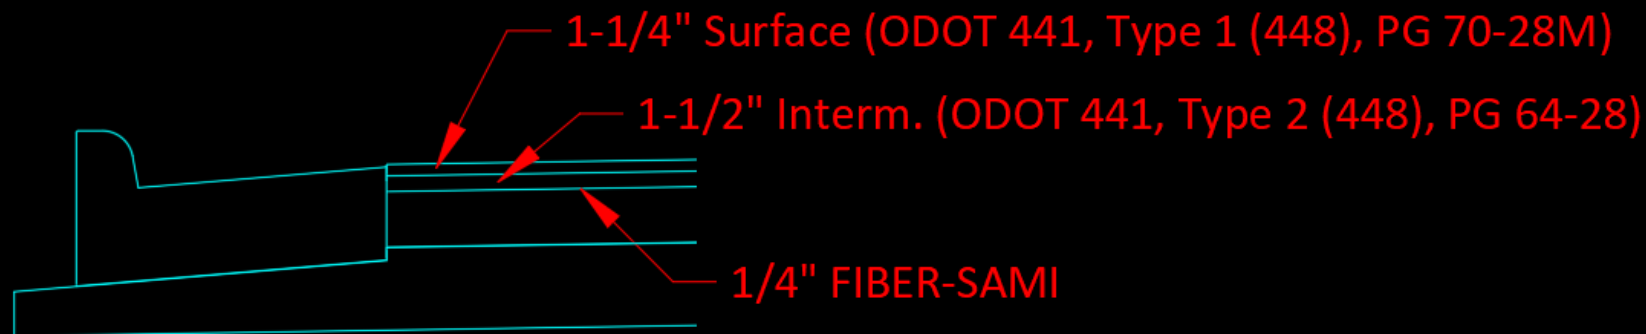 1-1/4" Surface (ODOT 441, Type 1 (448), PG 70-28M)
1-1/2" Interm. (ODOT 441, Type 2 (448), PG 64-28)
1/4" FIBER-SAMI